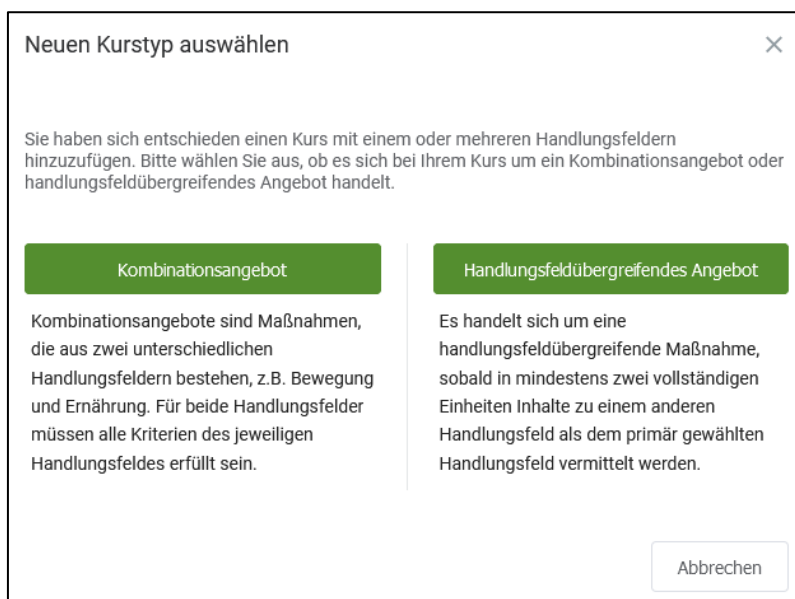 Neuen Kurstyp auswählen
Sie haben sich entschieden einen Kurs mit einem oder mehreren Handlungsfeldern
hinzuzufügen. Bitte wählen Sie aus, ob es sich bei Ihrem Kurs um ein Kombinationsangebot oder
handlungsfeldübergreifendes Angebot handelt.
Kombinationsangebot
Kombinationsangebote sind Maßnahmen,
die aus zwei unterschiedlichen
Handlungsfeldern bestehen, z.B. Bewegung
und Ernährung. Für beide Handlungsfelder
müssen alle Kriterien des jeweiligen
Handlungsfeldes erfüllt sein.
Handlungsfeldübergreifendes Angebot
Es handelt sich um eine
handlungsfeldübergreifende Maßnahme,
sobald in mindestens zwei vollständigen
Einheiten Inhalte zu einem anderen
Handlungsfeld als dem primär gewählten
Handlungsfeld vermittelt werden.
Abbrechen